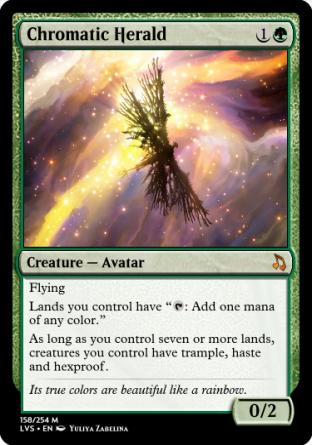 Chromatic Herald 1
Creature — Avatar
Flying
Lands you control have “: Add one mana
of any color.”
As long as you control seven or more lands,
creatures you control have trample, haste
and hexproof.
Its true colors are beautiful like a rainbow.
0/2
158/254 M
LVS • EN Yuliya Zabelina